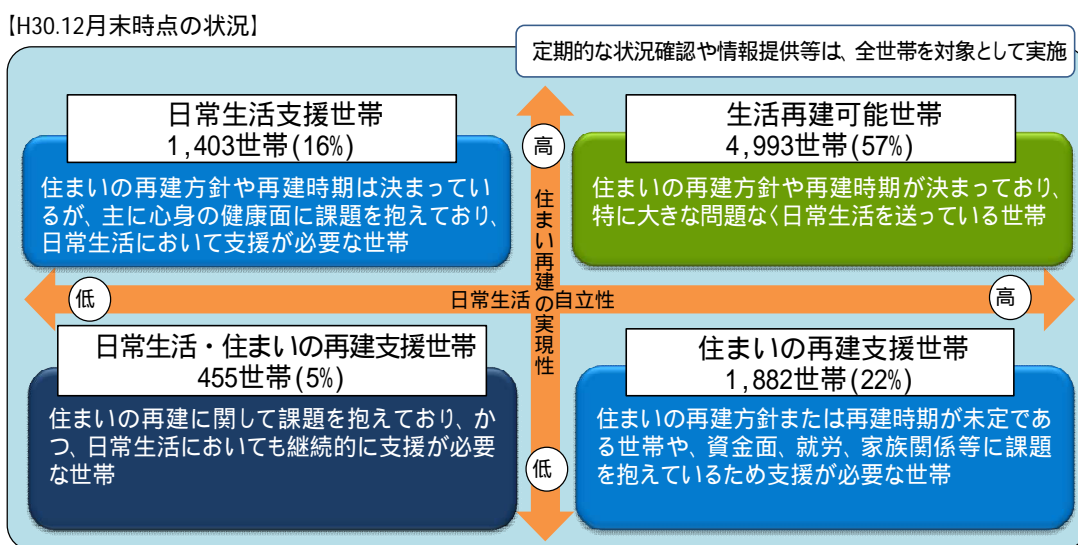 【H30.12月末時点の状況】
定期的な状況確認や情報提供等は、全世帯を対象として実施
日常生活支援世帯
1,403世帯(16%)
住まいの再建方針や再建時期は決まってい
るが、主に心身の健康面に課題を抱えており、
日常生活において支援が必要な世帯
高
生活再建可能世帯
4,993世帯(57%)
住まいの再建方針や再建時期が決まっており、
特に大きな問題なく日常生活を送っている世帯
住まい再建の実現性
低
日常生活の自立性
高
日常生活・住まいの再建支援世帯
455世帯(5%)
住まいの再建に関して課題を抱えており、か
つ、日常生活においても継続的に支援が必要
な世帯
低
住まいの再建支援世帯
1,882世帯(22%)
住まいの再建方針または再建時期が未定であ
る世帯や、資金面、就労、家族関係等に課題
を抱えているため支援が必要な世帯